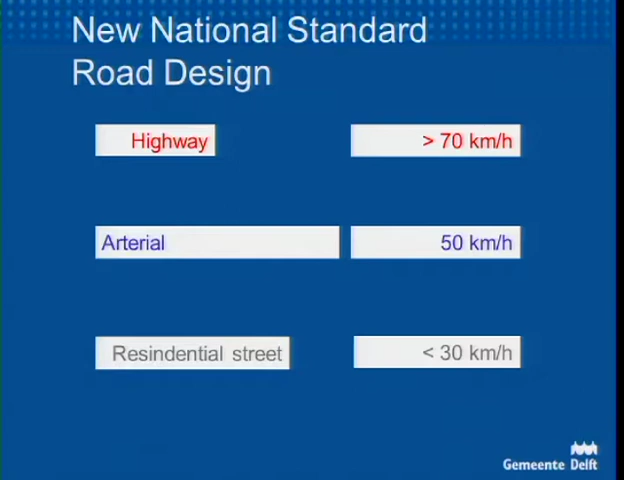 New National Standard
Road Design
Highway > 70 km/h
Arterial 50 km/h
Resindential street < 30 km/h
Gemeente Delft